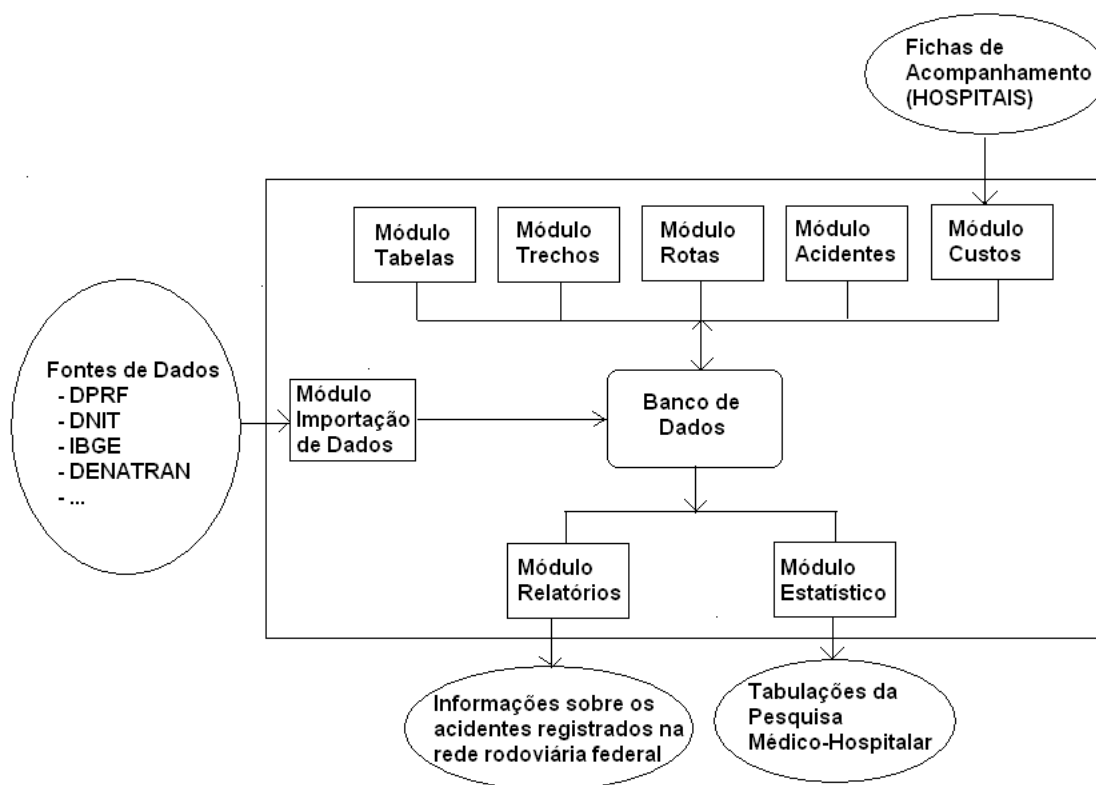 Fichas de
Acompanhamento
(HOSPITAIS)
Módulo
Tabelas
Módulo
Trechos
Módulo
Rotas
Módulo
Acidentes
Módulo
Custos
Fontes de Dados
- DPRF
- DNIT
- IBGE
- DENATRAN
- ...
Módulo
Importação
de Dados
Banco de
Dados
Módulo
Relatórios
Módulo
Estatístico
Informações sobre os
acidentes registrados na
rede rodoviária federal
Tabulações da
Pesquisa
Médico-Hospitalar